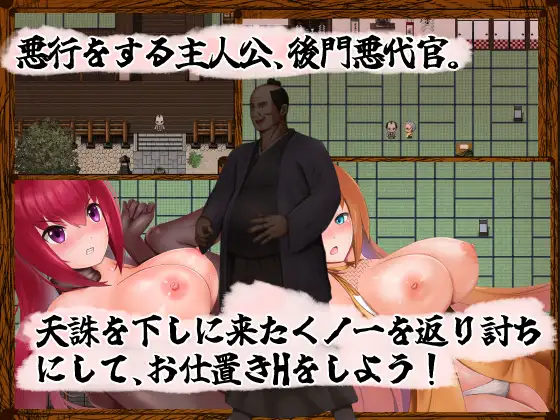 悪行をする主人公、後門悪代官。
天誅を下しに来たくノ一を返り討ち
にして、お仕置きHをしよう！